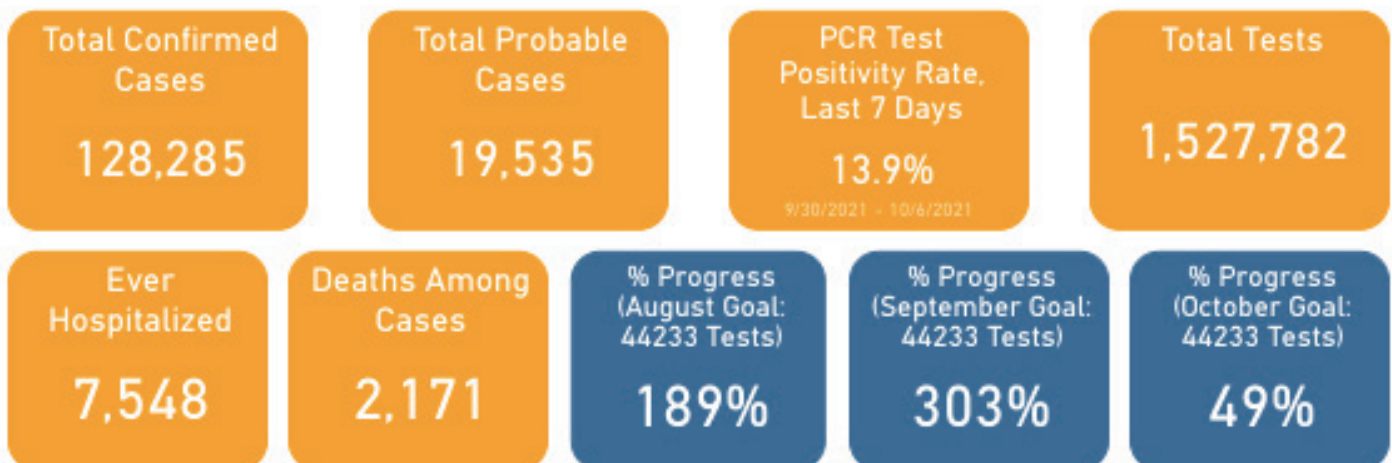 Total Confirmed
Cases
128,285
Total Probable
Cases
19,535
PCR Test
Positivity Rate,
Last 7 Days
13.9%
9/30/2021 - 10/6/2021
Total Tests
1,527,782
Ever
Hospitalized
7,548
Deaths Among
Cases
2,171
% Progress
(August Goal:
44233 Tests)
189%
% Progress
(September Goal:
44233 Tests)
303%
% Progress
(October Goal:
44233 Tests)
49%